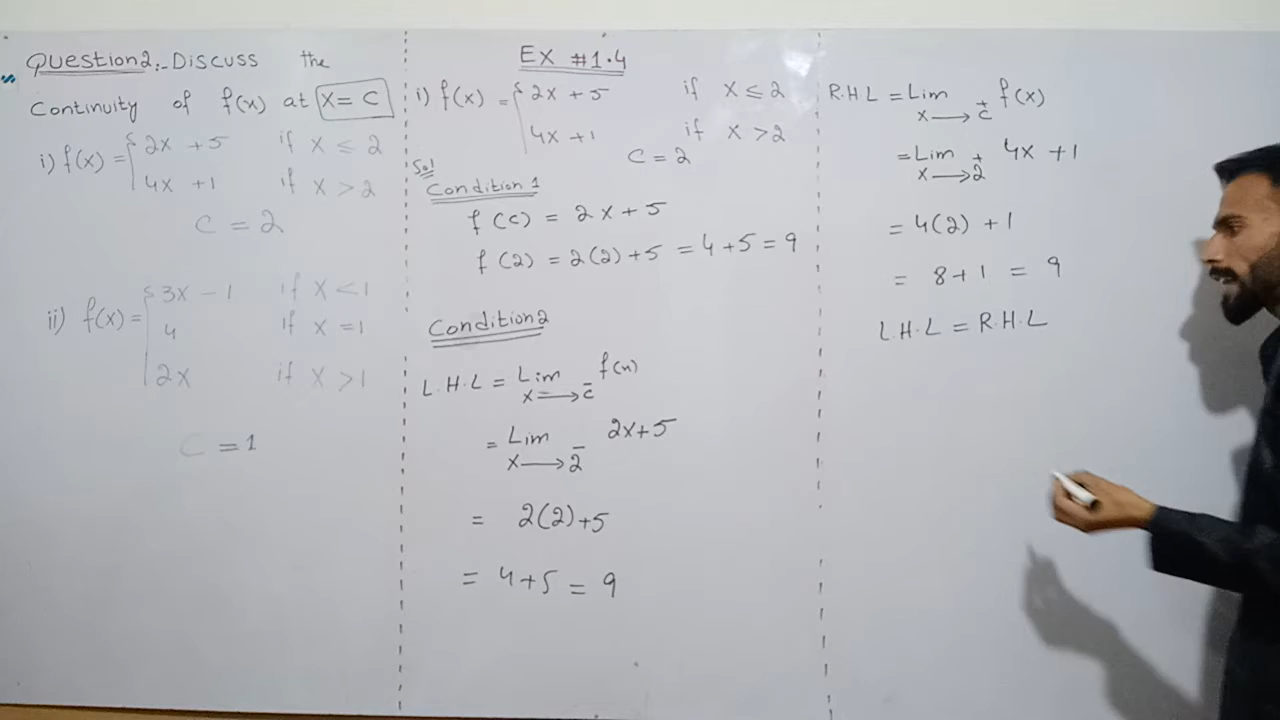 Question2:- Discuss the
Continuity of f(x) at x = c
i) f(x) = { 2x + 5 if x ≤ 2
4x + 1 if x > 2
C = 2
ii) f(x) = { 3x - 1 if x < 1
4 if x = 1
2x if x > 1
C = 1
EX #1.4
i) f(x) = { 2x + 5 if x ≤ 2
4x + 1 if x > 2
C = 2
Sol
Condition 1
f(c) = 2x + 5
f(2) = 2(2) + 5 = 4 + 5 = 9
Condition 2
L.H.L = Lim f(x)
x → c⁻
= Lim 2x + 5
x → 2⁻
= 2(2) + 5
= 4 + 5 = 9
R.H.L = Lim f(x)
x → c⁺
= Lim 4x + 1
x → 2⁺
= 4(2) + 1
= 8 + 1 = 9
L.H.L = R.H.L